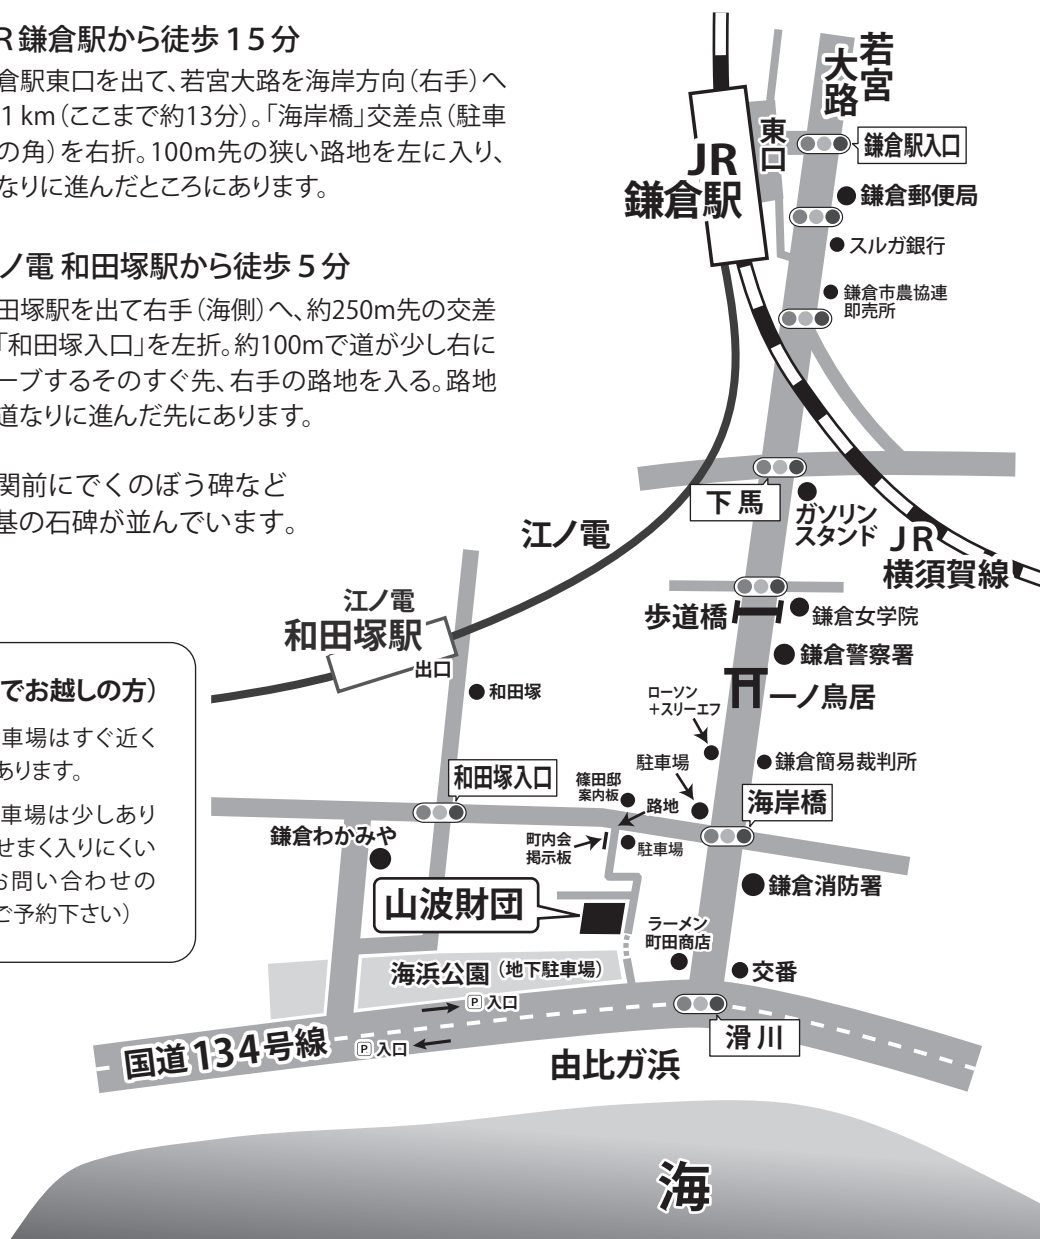 R 鎌倉駅から徒歩 1 5 分
倉駅東口を出て、若宮大路を海岸方向（右手）へ
1 km（ここまで約13分）。「海岸橋」交差点（駐車
の角）を右折。100m先の狭い路地を左に入り、
なりに進んだところにあります。
ノ電 和田塚駅から徒歩 5 分
田塚駅を出て右手（海側）へ、約250m先の交差
「和田塚入口」を左折。約100mで道が少し右に
ーブするそのすぐ先、右手の路地を入る。路地
道なりに進んだ先にあります。
関前にでくのぼう碑など
基の石碑が並んでいます。
でお越しの方）
車場はすぐ近く
あります。
車場は少しあり
せまく入りにくい
お問い合わせの
ご予約下さい）
若宮
大路
東口
鎌倉駅入口
JR
鎌倉駅
鎌倉郵便局
スルガ銀行
鎌倉市農協連
即売所
下 馬
ガソリン
スタンド
江ノ電
JR
横須賀線
江ノ電
和田塚駅
出口
和田塚
歩道橋
鎌倉女学院
鎌倉警察署
一ノ鳥居
ローソン
＋スリーエフ
駐車場
鎌倉簡易裁判所
和田塚入口
篠田邸
案内板
路地
海岸橋
鎌倉わかみや
町内会
掲示板
駐車場
鎌倉消防署
山波財団
ラーメン
町田商店
交番
海浜公園（地下駐車場）
P 入口
P 入口
国道134号線
滑 川
由比ガ浜
海